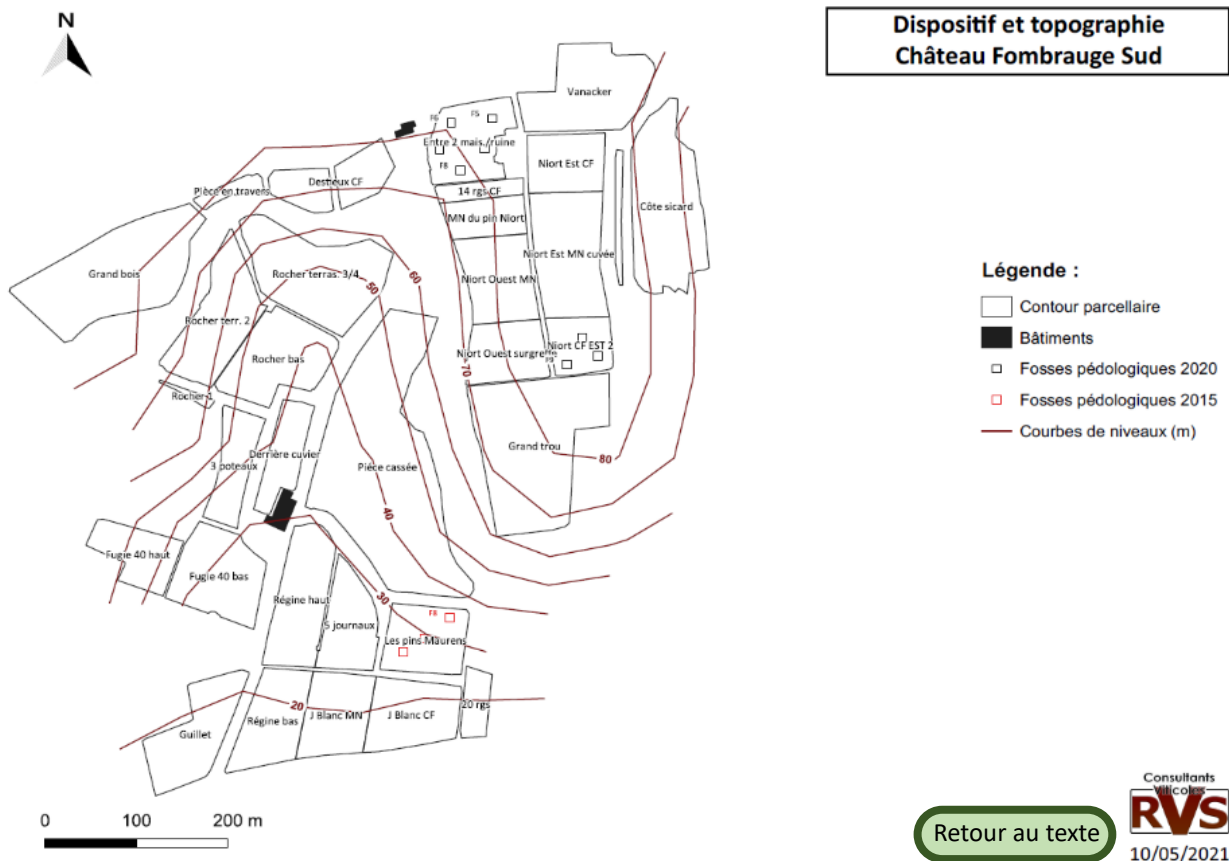 N
Dispositif et topographie
Château Fombrauge Sud
Vanacker
F6
F5
Entre 2 mais./ruine
F8
Niort Est CF
Pièce en travers
Destieux CF
14 rgs CF
Côte sicard
MN du pin Niort
Niort Est MN cuvée
Grand bois
Rocher terras. 3/4
60
50
Niort Ouest MN
Rocher terr. 2
Rocher bas
Niort Ouest surgreffe
Niort CF EST 2
70
Rocher 1
Grand trou
80
Derrière cuvier
3 poteaux
Pièce cassée
40
Fugie 40 haut
Fugie 40 bas
Régine haut
30
F8
5 journaux
Les pins Maurens
20
20 rgs
Régine bas
J Blanc MN
J Blanc CF
Guillet
Légende :
Contour parcellaire
Bâtiments
Fosses pédologiques 2020
Fosses pédologiques 2015
Courbes de niveaux (m)
0 100 200 m
Retour au texte
Consultants
Viticoles
RVS
10/05/2021